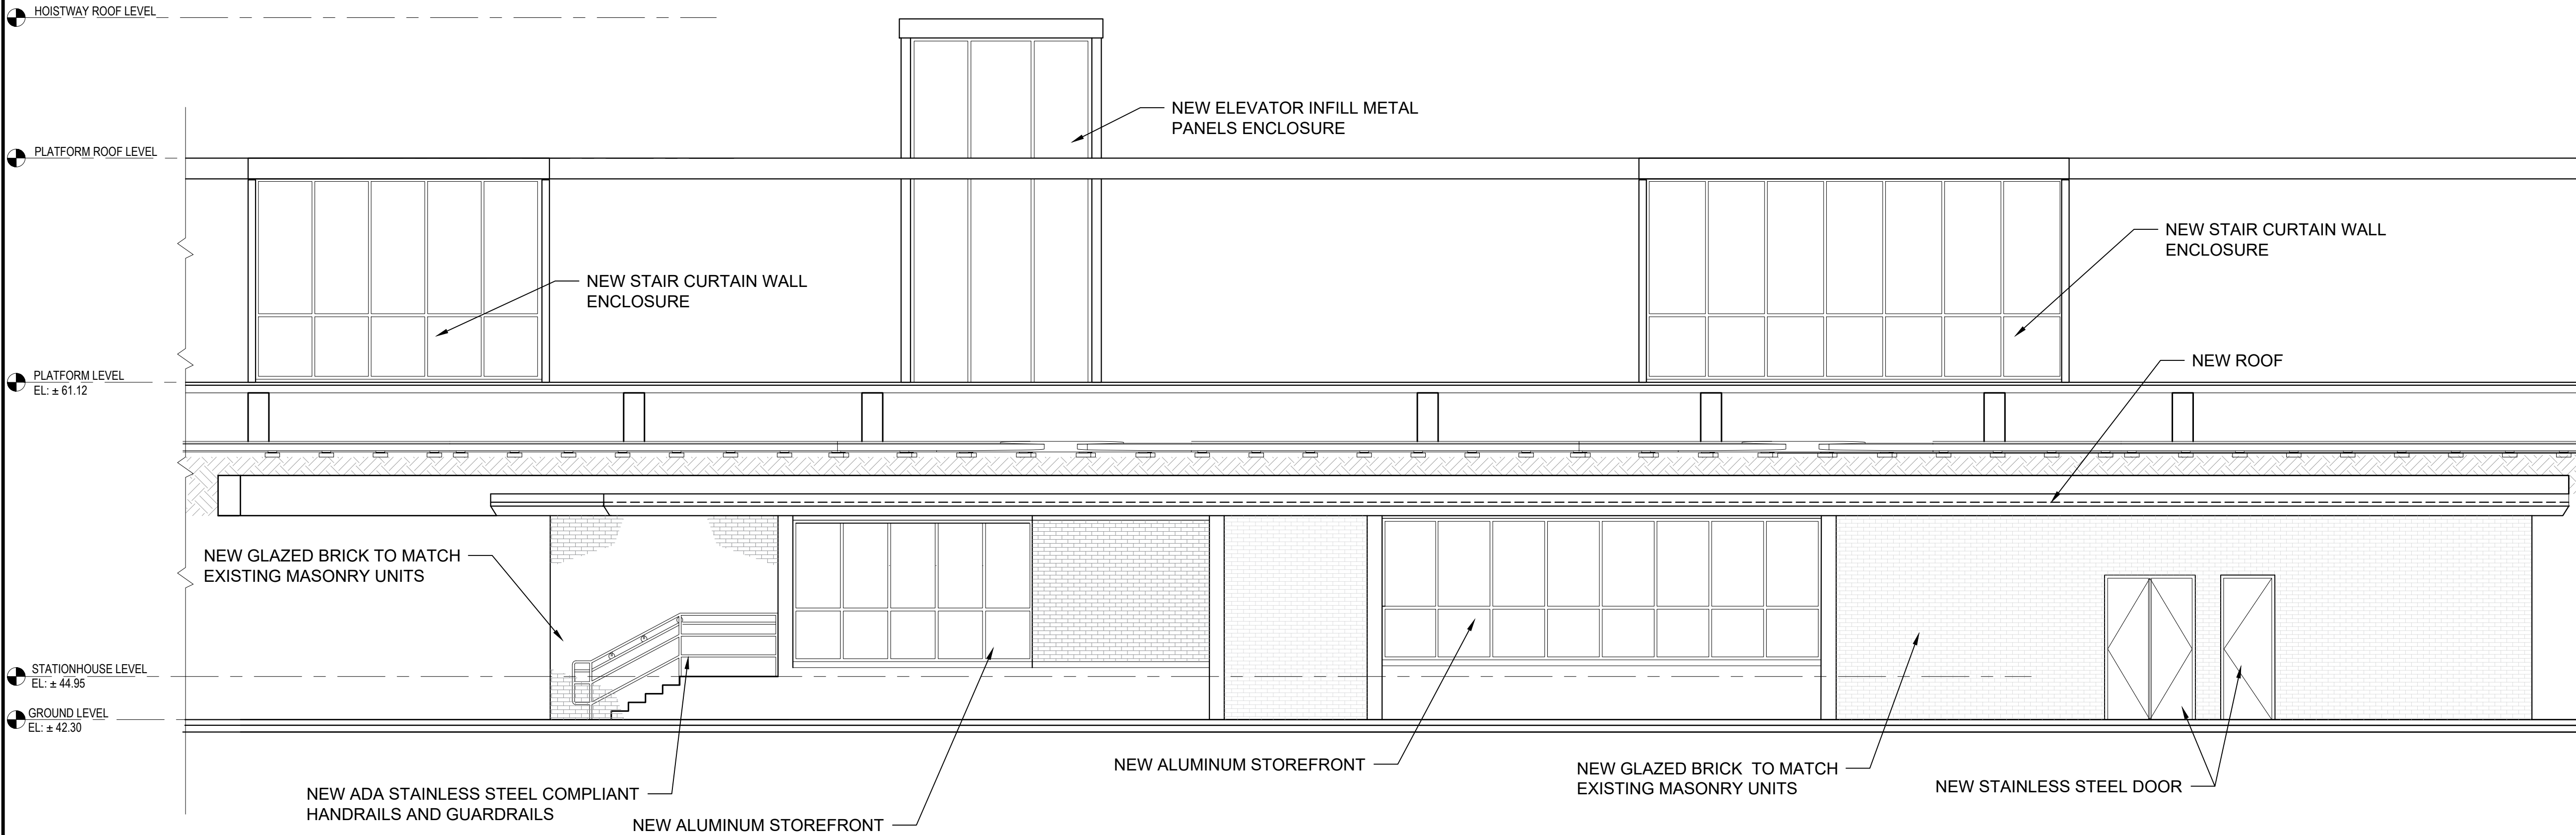 HOISTWAY ROOF LEVEL
NEW ELEVATOR INFILL METAL
PANELS ENCLOSURE
PLATFORM ROOF LEVEL
NEW STAIR CURTAIN WALL
ENCLOSURE
NEW STAIR CURTAIN WALL
ENCLOSURE
NEW ROOF
PLATFORM LEVEL
EL: ± 61.12
NEW GLAZED BRICK TO MATCH
EXISTING MASONRY UNITS
STATIONHOUSE LEVEL
EL: ± 44.95
GROUND LEVEL
EL: ± 42.30
NEW ADA STAINLESS STEEL COMPLIANT
HANDRAILS AND GUARDRAILS
NEW ALUMINUM STOREFRONT
NEW ALUMINUM STOREFRONT
NEW GLAZED BRICK TO MATCH
EXISTING MASONRY UNITS
NEW STAINLESS STEEL DOOR